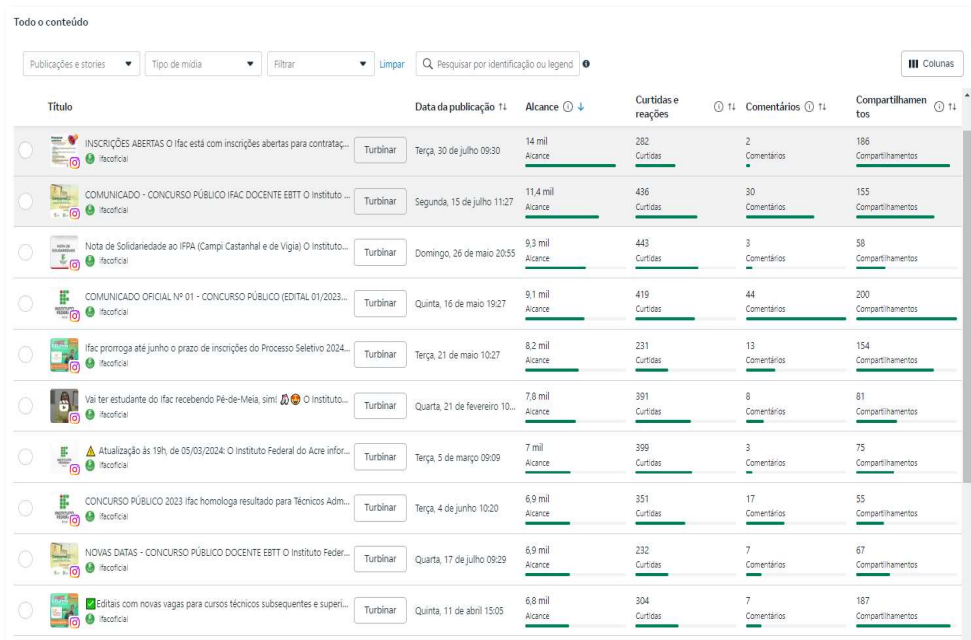 Todo o conteúdo
Publicações e stories Tipo de mídia Filtrar Limpar Pesquisar por identificação ou legend Colunas
Título Data da publicação Alcance Curtidas e reações Comentários Compartilhamentos
INSCRIÇÕES ABERTAS O Ifac está com inscrições abertas para contrataç... Turbinar Terça, 30 de julho 09:30 14 mil 282 2 186
ifacoficial Alcance Curtidas Comentários Compartilhamentos
COMUNICADO - CONCURSO PÚBLICO IFAC DOCENTE EBTT O Instituto ... Turbinar Segunda, 15 de julho 11:27 11,4 mil 436 30 155
ifacoficial Alcance Curtidas Comentários Compartilhamentos
Nota de Solidariedade ao IFPA (Campi Castanhal e de Vigia) O Instituto... Turbinar Domingo, 26 de maio 20:55 9,3 mil 443 3 58
ifacoficial Alcance Curtidas Comentários Compartilhamentos
COMUNICADO OFICIAL Nº 01 - CONCURSO PÚBLICO (EDITAL 01/2023... Turbinar Quinta, 16 de maio 19:27 9,1 mil 419 44 200
ifacoficial Alcance Curtidas Comentários Compartilhamentos
Ifac prorroga até junho o prazo de inscrições do Processo Seletivo 2024... Turbinar Terça, 21 de maio 10:27 8,2 mil 231 13 154
ifacoficial Alcance Curtidas Comentários Compartilhamentos
Vai ter estudante do Ifac recebendo Pé-de-Meia, sim! O Instituto... Turbinar Quarta, 21 de fevereiro 10... 7,8 mil 391 8 81
ifacoficial Alcance Curtidas Comentários Compartilhamentos
⚠ Atualização às 19h, de 05/03/2024: O Instituto Federal do Acre infor... Turbinar Terça, 5 de março 09:09 7 mil 399 3 75
ifacoficial Alcance Curtidas Comentários Compartilhamentos
CONCURSO PÚBLICO 2023 Ifac homologa resultado para Técnicos Adm... Turbinar Terça, 4 de junho 10:20 6,9 mil 351 17 55
ifacoficial Alcance Curtidas Comentários Compartilhamentos
NOVAS DATAS - CONCURSO PÚBLICO DOCENTE EBTT O Instituto Feder... Turbinar Quarta, 17 de julho 09:29 6,9 mil 232 7 67
ifacoficial Alcance Curtidas Comentários Compartilhamentos
✅Editais com novas vagas para cursos técnicos subsequentes e superi... Turbinar Quinta, 11 de abril 15:05 6,8 mil 304 7 187
ifacoficial Alcance Curtidas Comentários Compartilhamentos